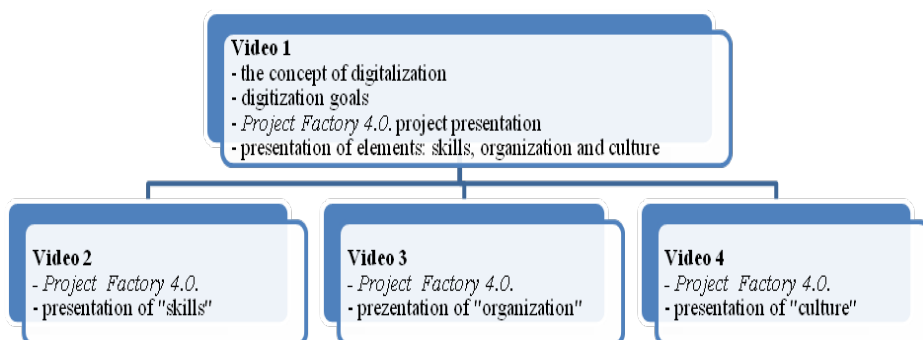 Video 1
- the concept of digitalization
- digitization goals
- Project Factory 4.0. project presentation
- presentation of elements: skills, organization and culture
Video 2
- Project Factory 4.0.
- presentation of "skills"
Video 3
- Project Factory 4.0.
- prezentation of "organization"
Video 4
- Project Factory 4.0.
- presentation of "culture"